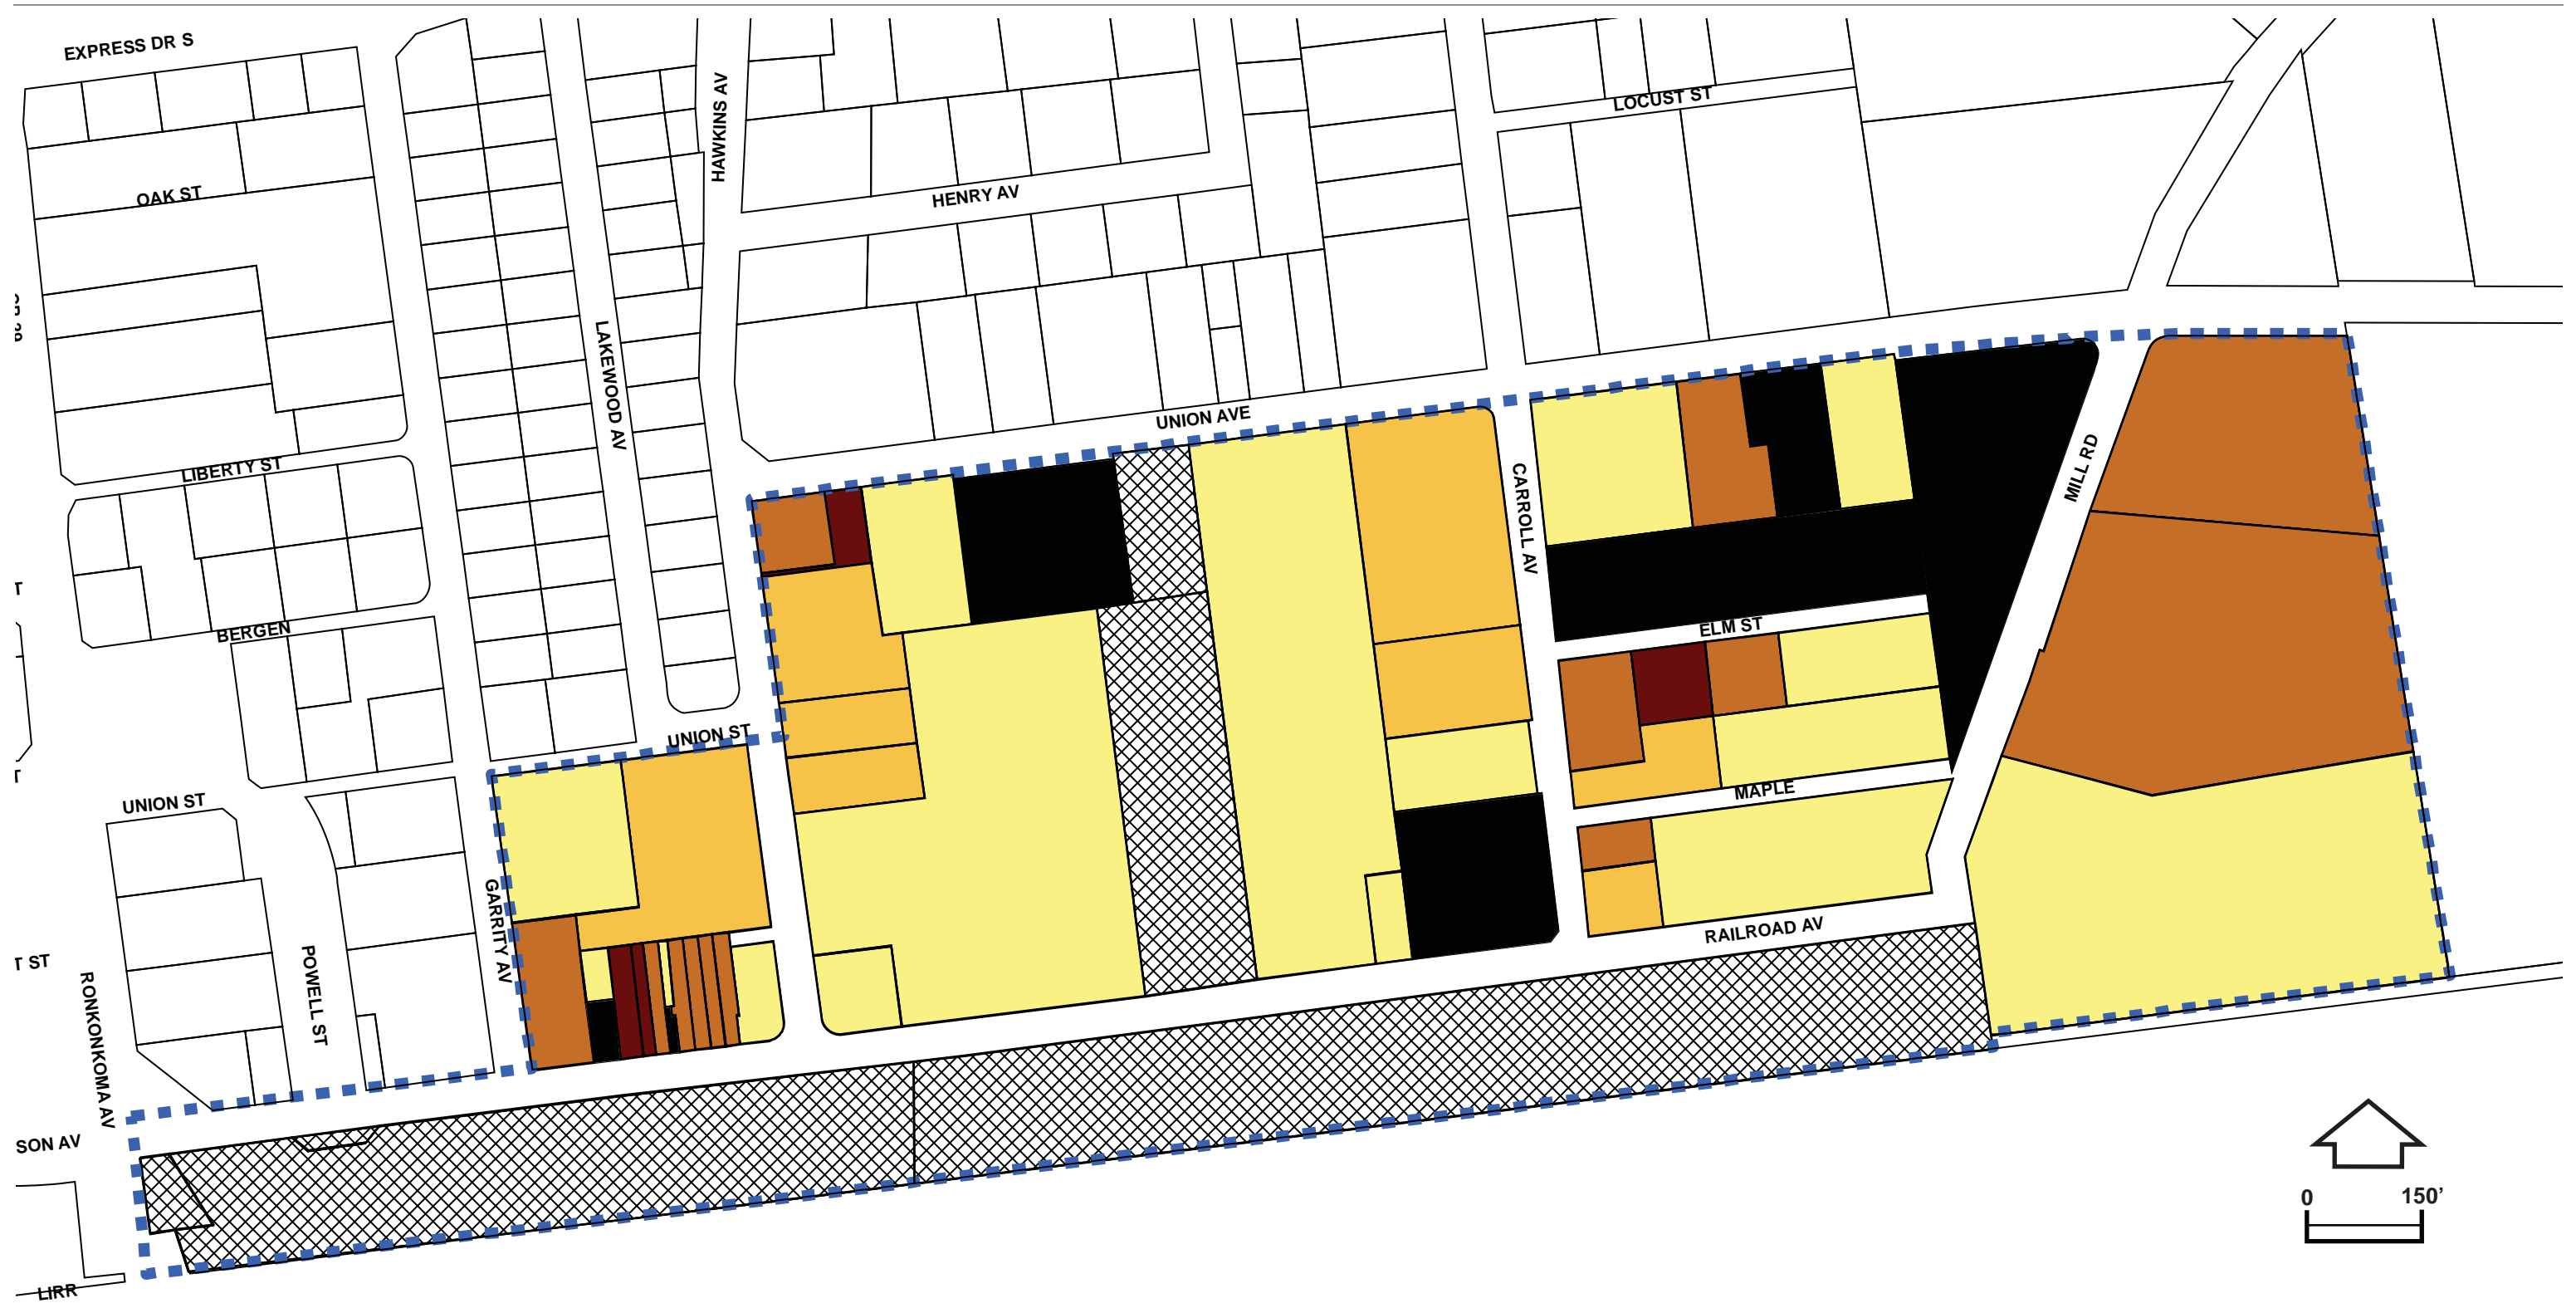 EXPRESS DR S
HAWKINS AV
LOCUST ST
OAK ST
HENRY AV
LAKEWOOD AV
UNION AVE
LIBERTY ST
CARROLL AV
MILL RD
BERGEN
ELM ST
UNION ST
MAPLE
UNION ST
GARRITY AV
RAILROAD AV
POWELL ST
T ST
RONKONKOMA AV
SON AV
LIRR
0 150’